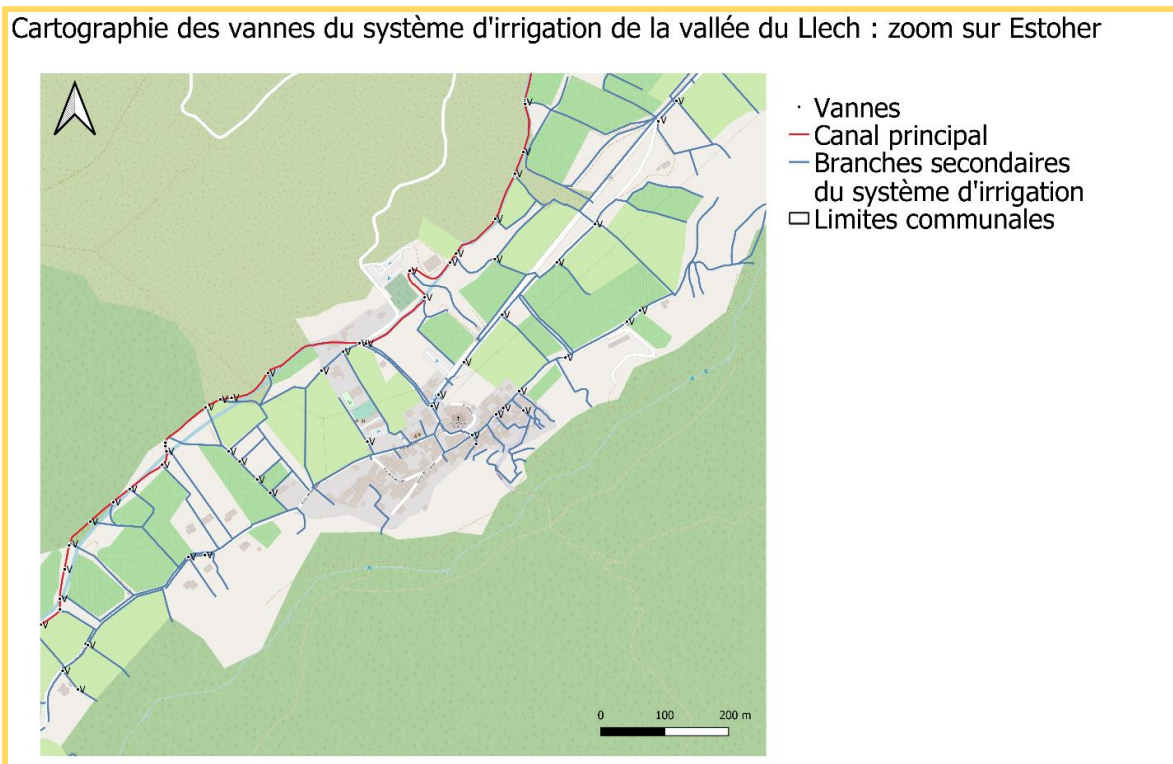 Cartographie des vannes du système d'irrigation de la vallée du Llech : zoom sur Estoher
Vannes
Canal principal
Branches secondaires
du système d'irrigation
Limites communales
0 100 200 m